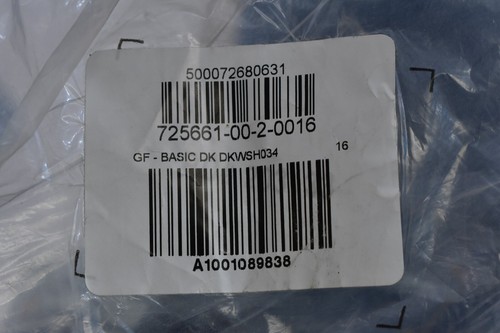 500072680631
725661-00-2-0016
GF - BASIC DK DKWSH034 16
A1001089838